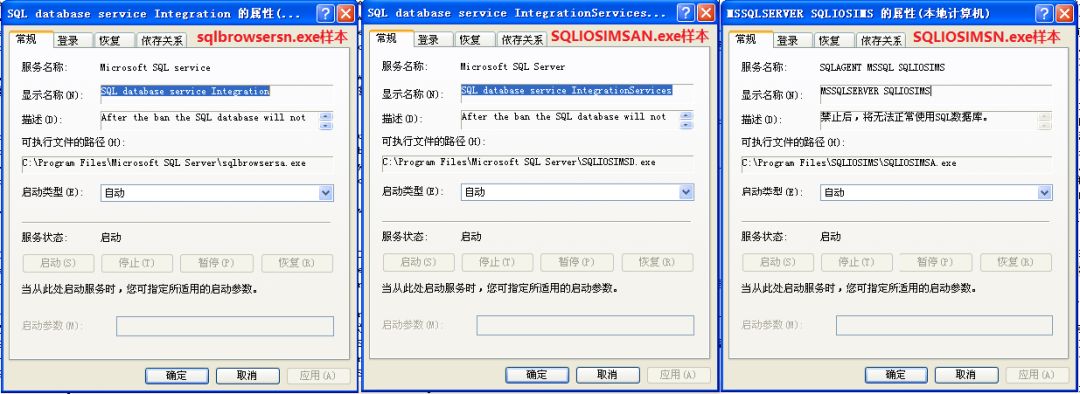 SQL database service Integration 的属性(...
常规 登录 恢复 依存关系 sqlbrowsersn.exe样本
服务名称: Microsoft SQL service
显示名称(N): SQL database service Integration
描述(D): After the ban the SQL database will not
可执行文件的路径(H):
C:\Program Files\Microsoft SQL Server\sqlbrowsersa.exe
启动类型(E): 自动
服务状态: 启动
启动(S) 停止(T) 暂停(P) 恢复(R)
当从此处启动服务时,您可指定所适用的启动参数。
启动参数(M):
确定 取消 应用(A)
SQL database service IntegrationServices...
常规 登录 恢复 依存关系 SQLIOSIMSAN.exe样本
服务名称: Microsoft SQL Server
显示名称(N): SQL database service IntegrationServices
描述(D): After the ban the SQL database will not
可执行文件的路径(H):
C:\Program Files\Microsoft SQL Server\SQLIOSIMSD.exe
启动类型(E): 自动
服务状态: 启动
启动(S) 停止(T) 暂停(P) 恢复(R)
当从此处启动服务时,您可指定所适用的启动参数。
启动参数(M):
确定 取消 应用(A)
MSSQLSERVER SQLIOSIMS 的属性(本地计算机)
常规 登录 恢复 依存关系 SQLIOSIMSN.exe样本
服务名称: SQLAGENT MSSQL SQLIOSIMS
显示名称(N): MSSQLSERVER SQLIOSIMS
描述(D): 禁止后,将无法正常使用SQL数据库。
可执行文件的路径(H):
C:\Program Files\SQLIOSIMS\SQLIOSIMSA.exe
启动类型(E): 自动
服务状态: 启动
启动(S) 停止(T) 暂停(P) 恢复(R)
当从此处启动服务时,您可指定所适用的启动参数。
启动参数(M):
确定 取消 应用(A)